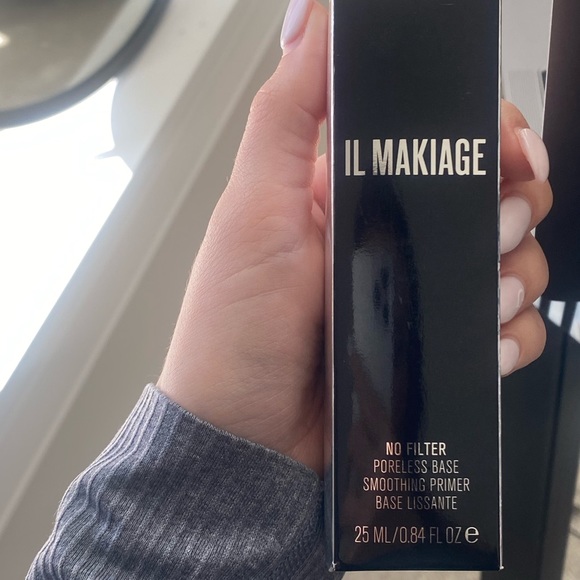 IL MAKIAGE
NO FILTER
PORELESS BASE
SMOOTHING PRIMER
BASE LISSANTE
25 ML/0.84 FL OZ ℮